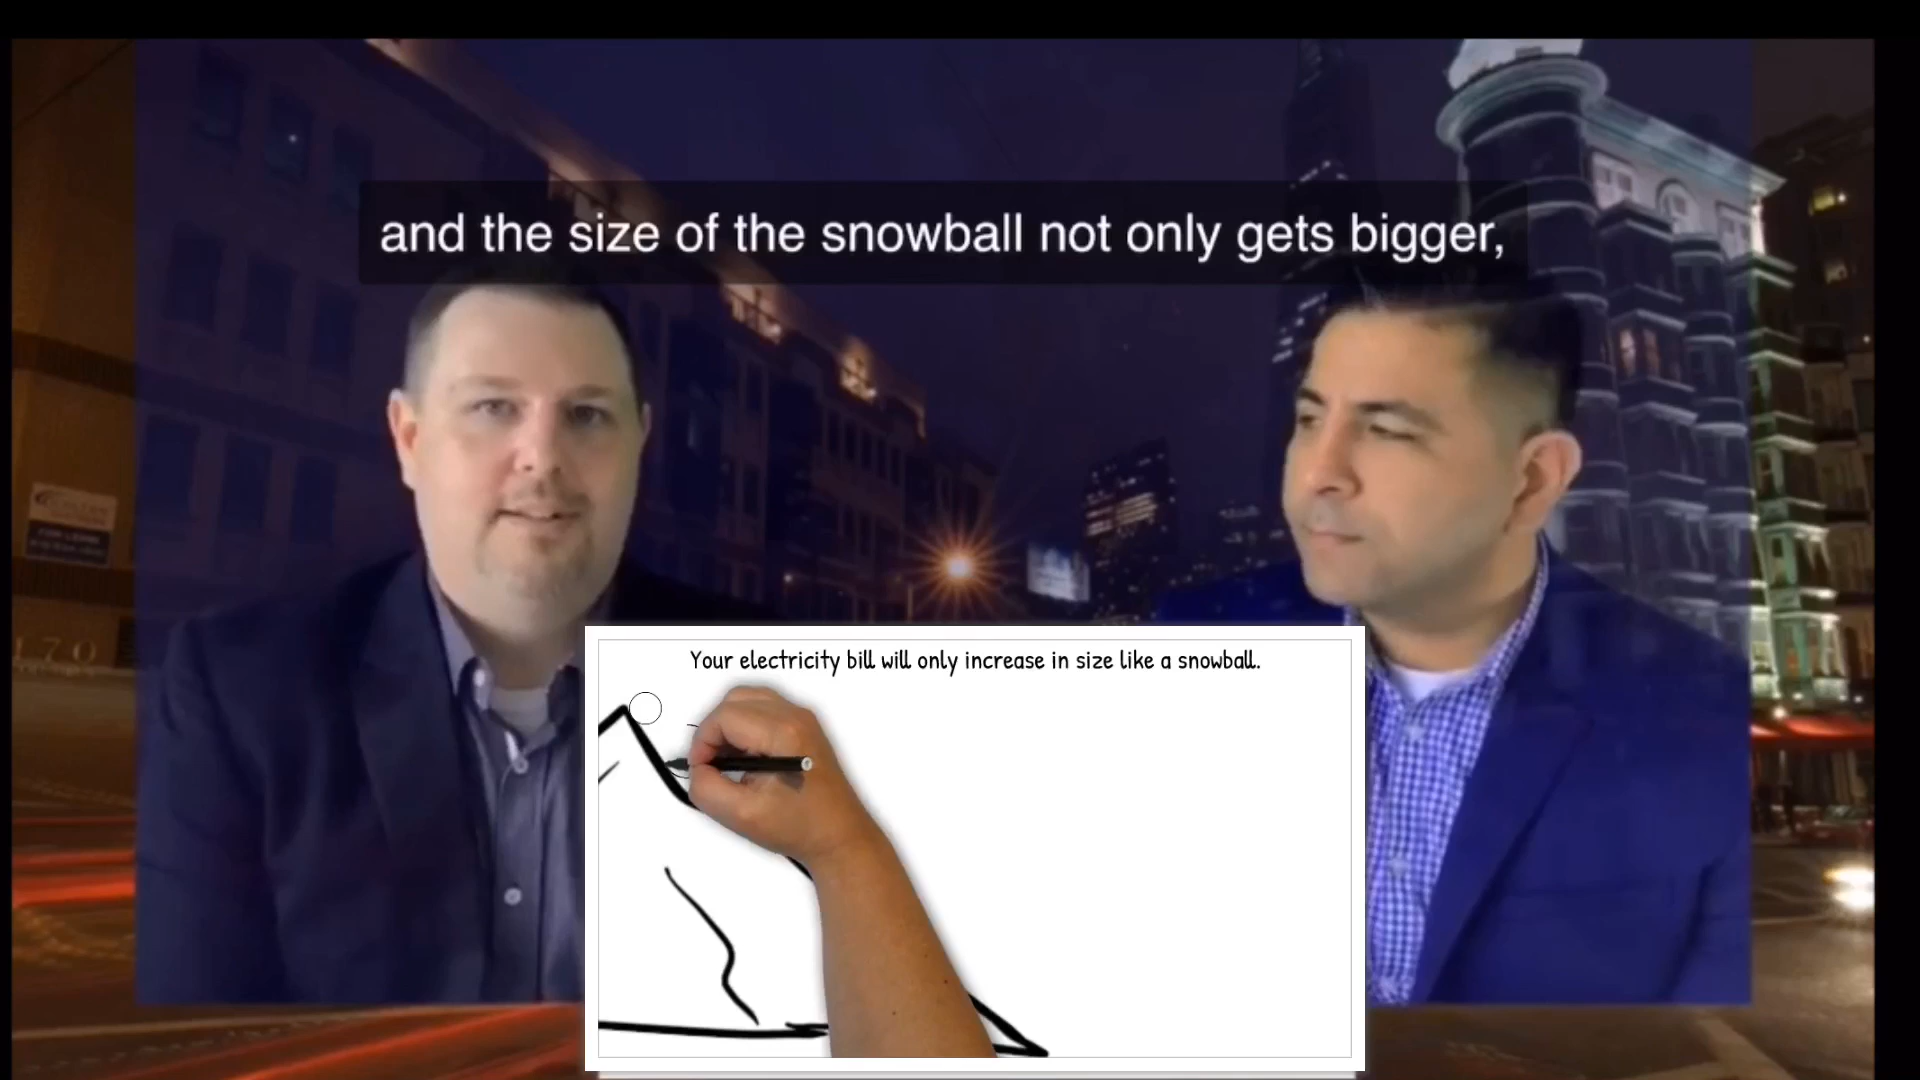 and the size of the snowball not only gets bigger,
Your electricity bill will only increase in size like a snowball.
170